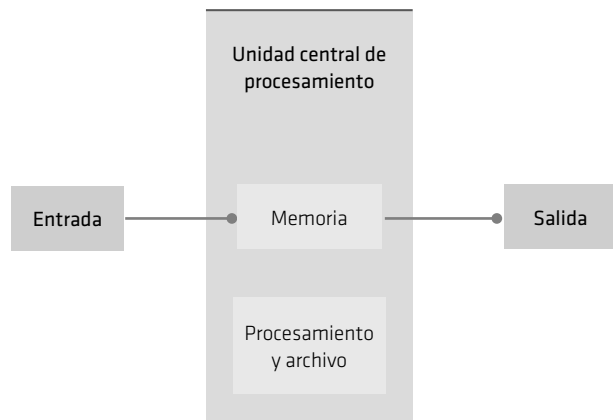 Unidad central de
procesamiento
Entrada
Memoria
Salida
Procesamiento
y archivo